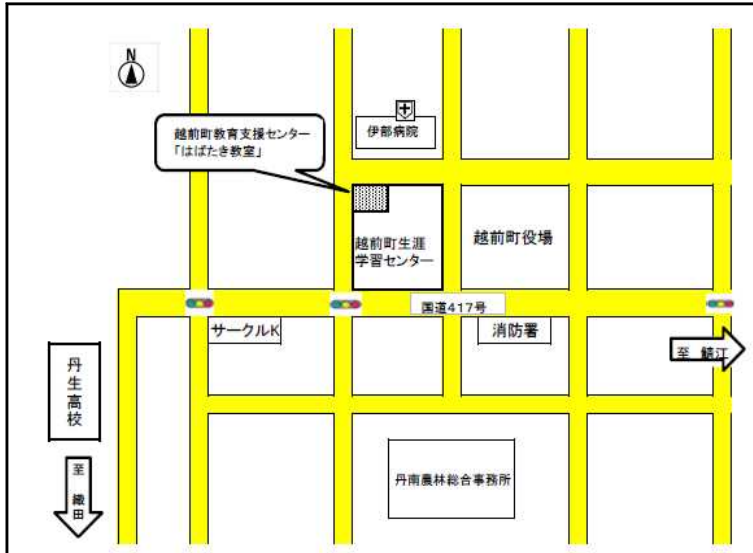 N
伊部病院
越前町教育支援センター
「はばたき教室」
越前町生涯
学習センター
越前町役場
国道417号
サークルK
消防署
至 鯖江
丹生高校
至 織田
丹南農林総合事務所